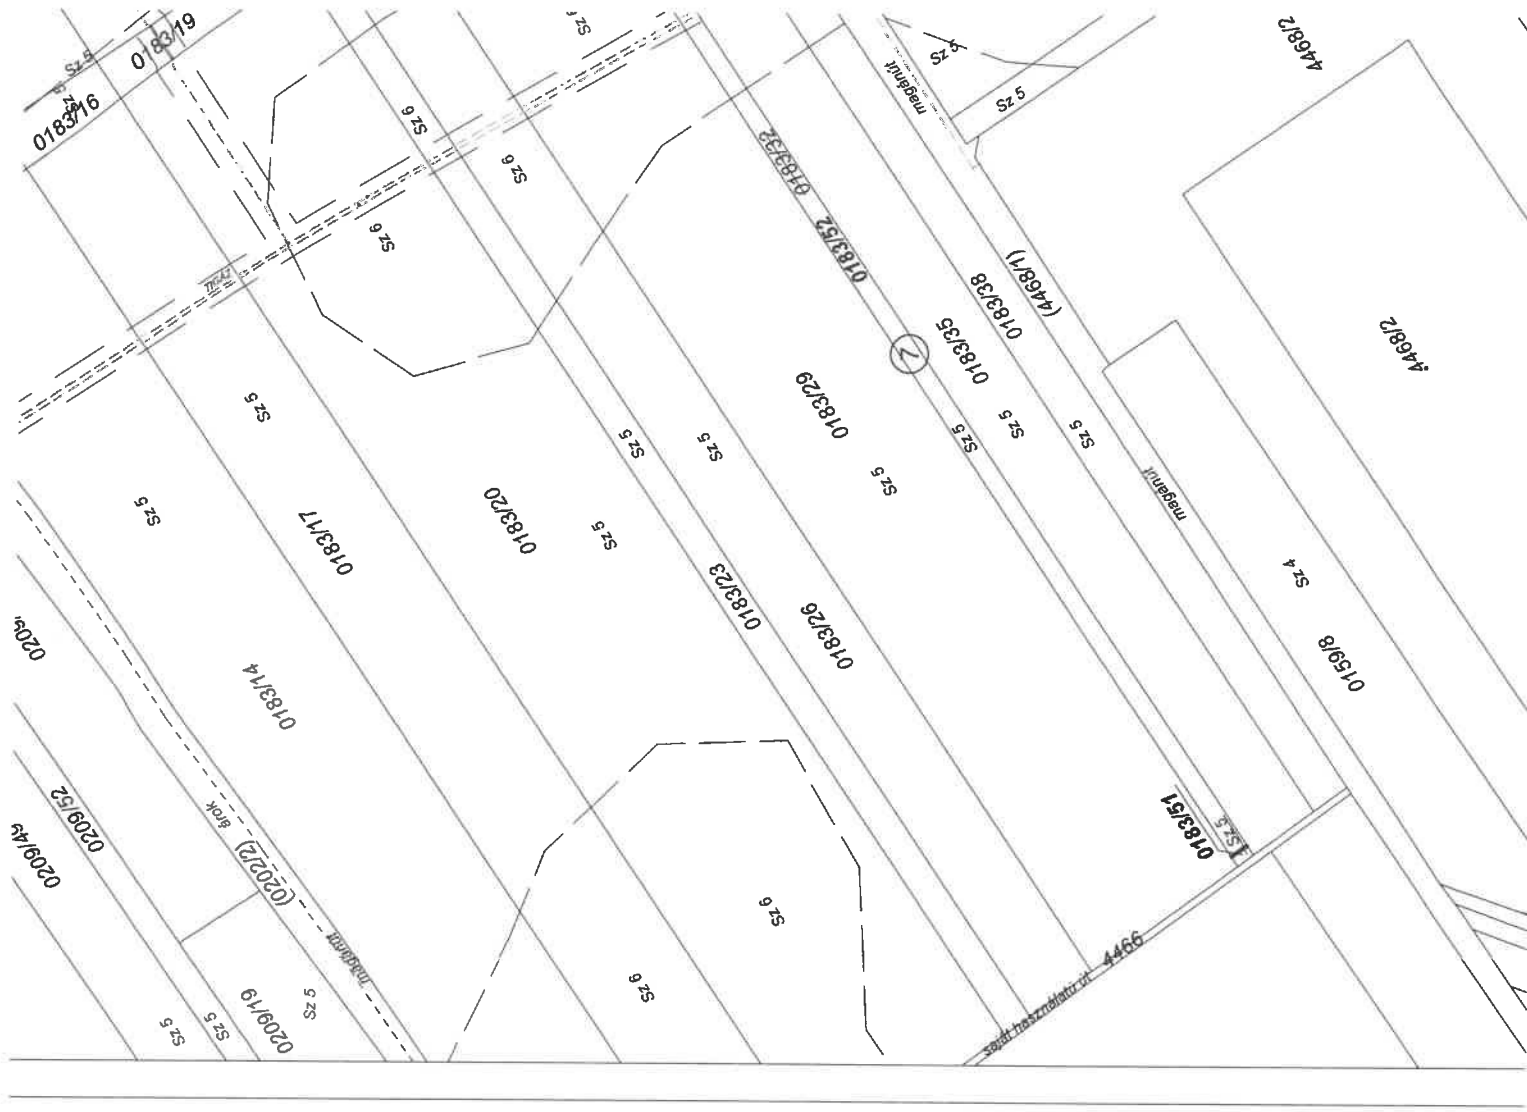 0183/19
Sz 5
Sz 5
0183/16
Sz 6
Sz 6
Sz 6
Sz 5
Sz 5
magánút
4468/2
0183/32
0183/52
(4468/1)
0183/38
0183/35
4468/2
Sz 5
0183/29
Sz 5
Sz 5
Sz 5
Sz 5
Sz 5
Sz 5
Sz 5
magánút
Sz 5
0183/17
0183/20
Sz 5
Sz 4
0183/23
0183/26
0159/8
0209
0183/14
0209/52
0209/49
árok
(0202/2)
magánút
0183/51
Sz 5
Sz 6
Sz 6
4466
saját használatú út
0209/19
Sz 5
Sz 5
Sz 5